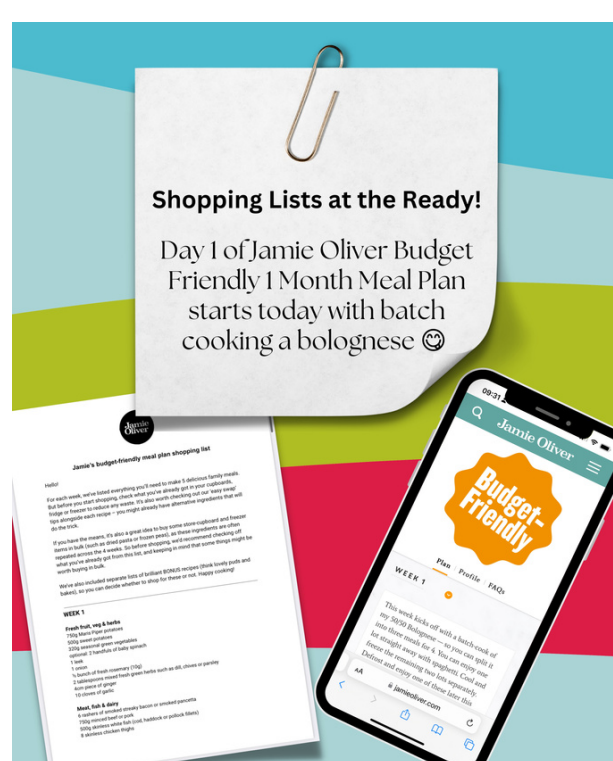 Shopping Lists at the Ready!
Day 1 of Jamie Oliver Budget
Friendly 1 Month Meal Plan
starts today with batch
cooking a bolognese 😋
Jamie
Oliver
Jamie's budget-friendly meal plan shopping list
Hello!
For each week, we've listed everything you'll need to make 5 delicious family meals.
But before you start shopping, check what you've already got in your cupboards,
fridge or freezer to reduce any waste. It's also worth checking out our 'easy swap'
tips alongside each recipe – you might already have alternative ingredients that will
do the trick.
If you have the means, it's also a great idea to buy some store-cupboard and freezer
items in bulk (such as dried pasta or frozen peas), as these ingredients are often
repeated across the 4 weeks. So before shopping, we'd recommend checking off
what you've already got from this list, and keeping in mind that some things might be
worth buying in bulk.
We've also included separate lists of brilliant BONUS recipes (think lovely puds and
bakes), so you can decide whether to shop for these or not. Happy cooking!
WEEK 1
Fresh fruit, veg & herbs
750g Maris Piper potatoes
500g sweet potatoes
320g seasonal green vegetables
optional: 2 handfuls of baby spinach
1 leek
1 onion
½ bunch of fresh rosemary (10g)
2 tablespoons mixed fresh green herbs such as dill, chives or parsley
4cm piece of ginger
10 cloves of garlic
Meat, fish & dairy
6 rashers of smoked streaky bacon or smoked pancetta
750g minced beef or pork
500g skinless white fish (cod, haddock or pollock fillets)
8 skinless chicken thighs
09:31
Jamie Oliver
Budget-
Friendly
Plan Profile FAQs
WEEK 1
This week kicks off with a batch-cook of
my 50/50 Bolognese — so you can split it
into three meals for 4. You can enjoy one
lot straight away with spaghetti. Cool and
freeze the remaining two lots separately.
Defrost and enjoy one of these later this
AA
jamieoliver.com